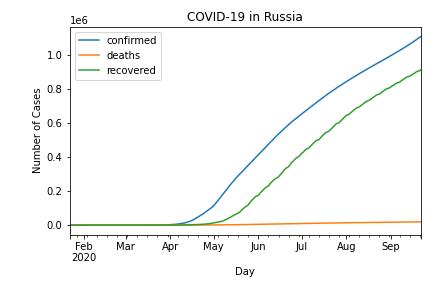 COVID-19 in Russia
1e6
confirmed
deaths
recovered
1.0
0.8
0.6
0.4
0.2
0.0
Number of Cases
Feb Mar Apr May Jun Jul Aug Sep
2020
Day